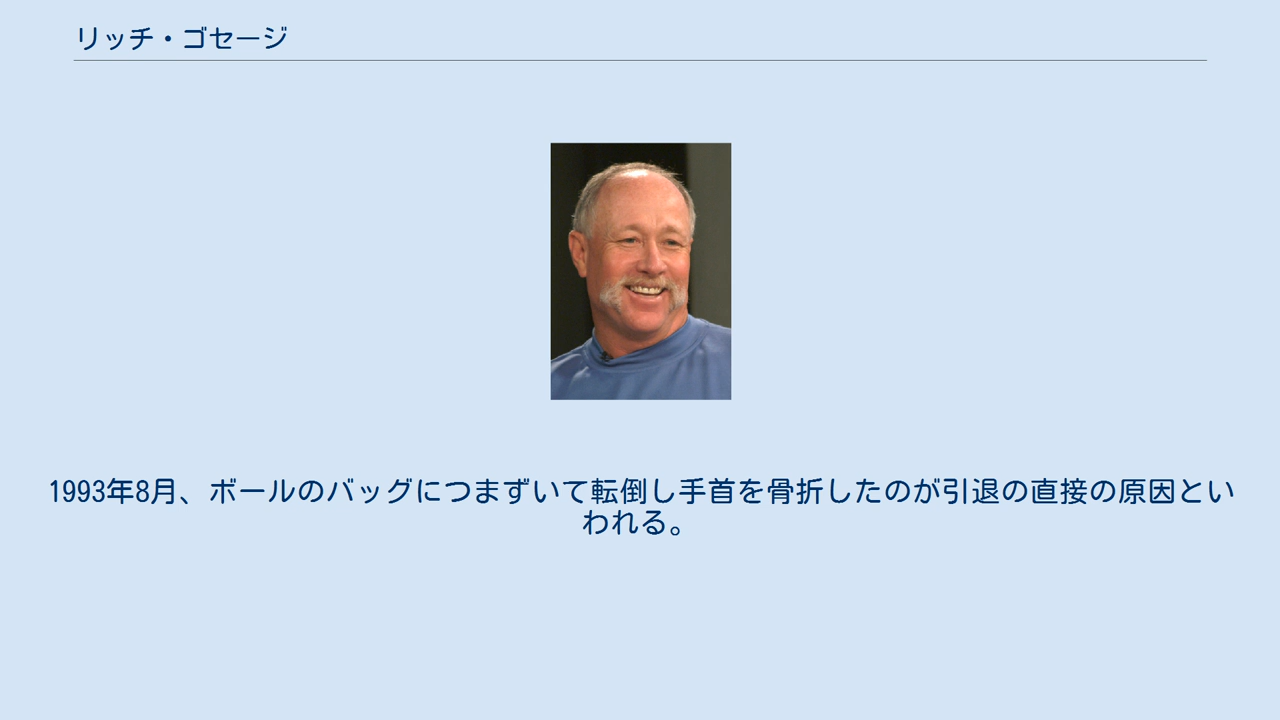 リッチ・ゴセージ
1993年8月、ボールのバッグにつまずいて転倒し手首を骨折したのが引退の直接の原因とい
われる。